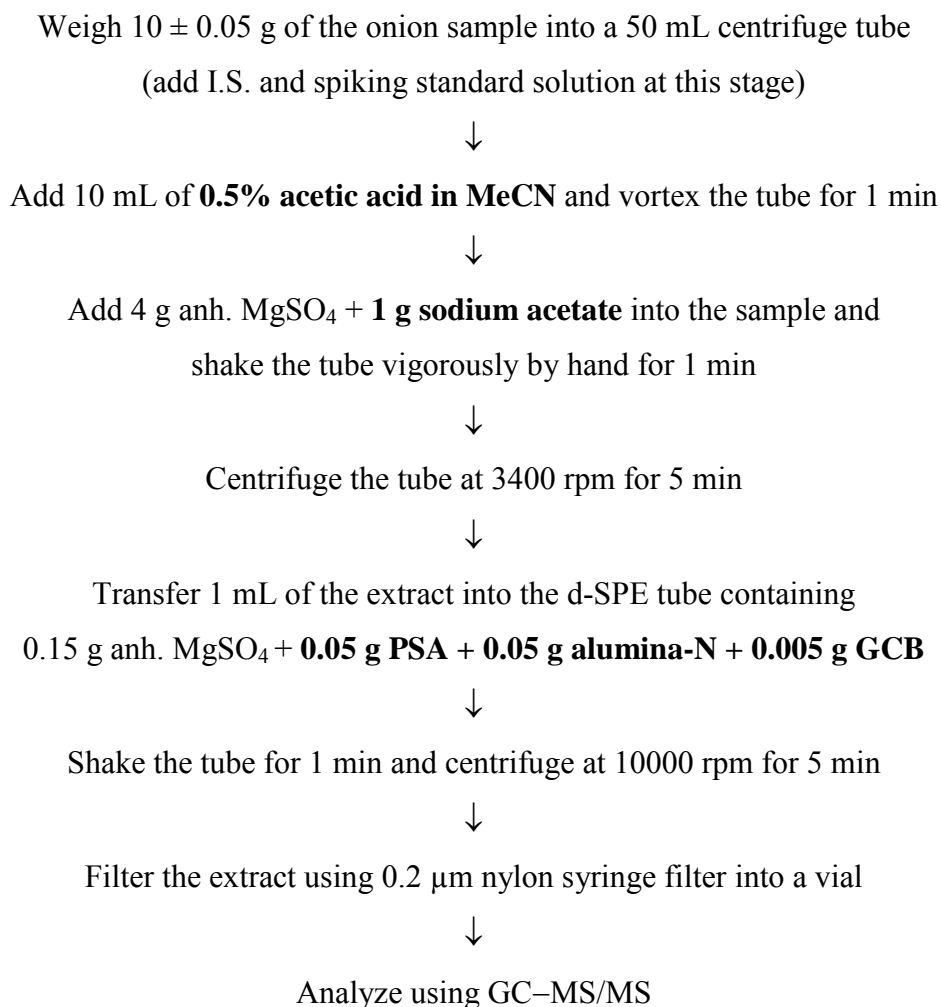 Weigh 10 ± 0.05 g of the onion sample into a 50 mL centrifuge tube
(add I.S. and spiking standard solution at this stage)
↓
Add 10 mL of 0.5% acetic acid in MeCN and vortex the tube for 1 min
↓
Add 4 g anh. MgSO₄ + 1 g sodium acetate into the sample and
shake the tube vigorously by hand for 1 min
↓
Centrifuge the tube at 3400 rpm for 5 min
↓
Transfer 1 mL of the extract into the d-SPE tube containing
0.15 g anh. MgSO₄ + 0.05 g PSA + 0.05 g alumina-N + 0.005 g GCB
↓
Shake the tube for 1 min and centrifuge at 10000 rpm for 5 min
↓
Filter the extract using 0.2 µm nylon syringe filter into a vial
↓
Analyze using GC–MS/MS